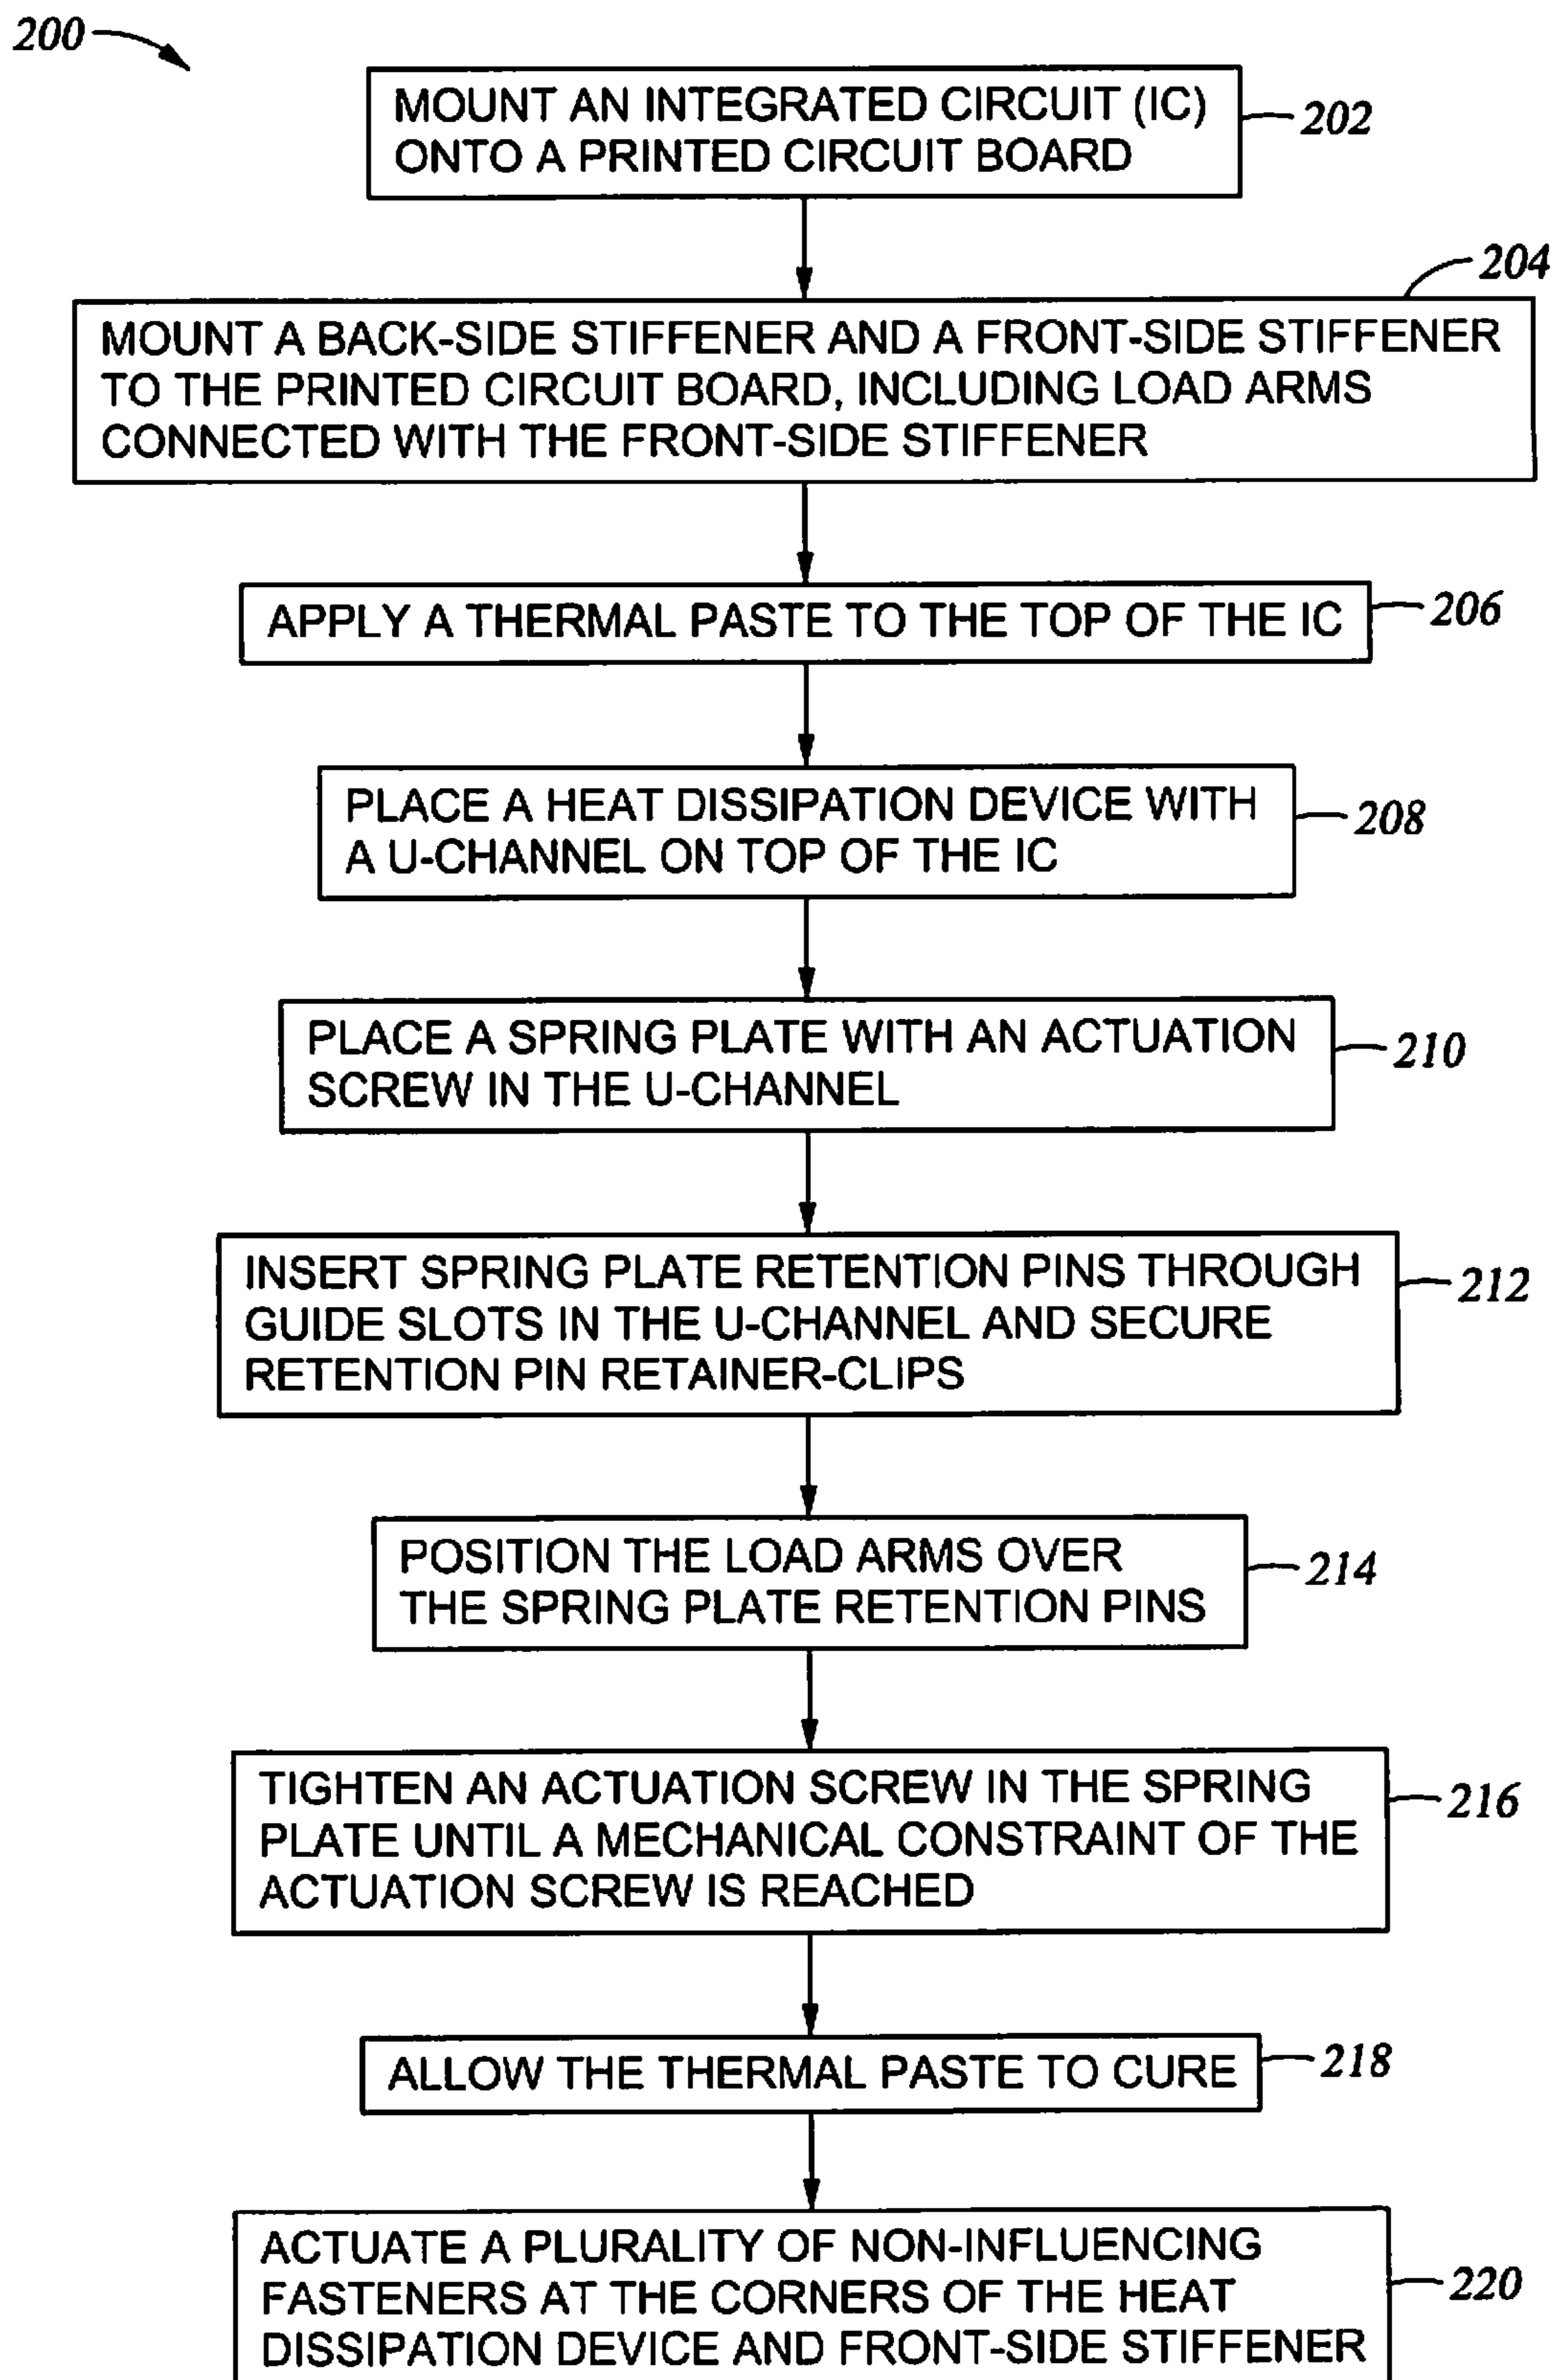 200
MOUNT AN INTEGRATED CIRCUIT (IC)
ONTO A PRINTED CIRCUIT BOARD
202
204
MOUNT A BACK-SIDE STIFFENER AND A FRONT-SIDE STIFFENER
TO THE PRINTED CIRCUIT BOARD, INCLUDING LOAD ARMS
CONNECTED WITH THE FRONT-SIDE STIFFENER
APPLY A THERMAL PASTE TO THE TOP OF THE IC
206
PLACE A HEAT DISSIPATION DEVICE WITH
A U-CHANNEL ON TOP OF THE IC
208
PLACE A SPRING PLATE WITH AN ACTUATION
SCREW IN THE U-CHANNEL
210
INSERT SPRING PLATE RETENTION PINS THROUGH
GUIDE SLOTS IN THE U-CHANNEL AND SECURE
RETENTION PIN RETAINER-CLIPS
212
POSITION THE LOAD ARMS OVER
THE SPRING PLATE RETENTION PINS
214
TIGHTEN AN ACTUATION SCREW IN THE SPRING
PLATE UNTIL A MECHANICAL CONSTRAINT OF THE
ACTUATION SCREW IS REACHED
216
ALLOW THE THERMAL PASTE TO CURE
218
ACTUATE A PLURALITY OF NON-INFLUENCING
FASTENERS AT THE CORNERS OF THE HEAT
DISSIPATION DEVICE AND FRONT-SIDE STIFFENER
220